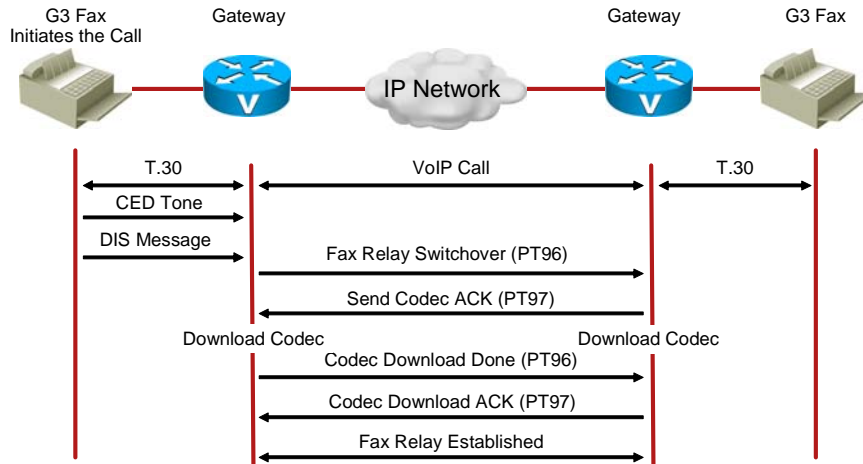 G3 Fax
Initiates the Call
Gateway
Gateway
G3 Fax
V
IP Network
V
T.30
VoIP Call
T.30
CED Tone
DIS Message
Fax Relay Switchover (PT96)
Send Codec ACK (PT97)
Download Codec
Download Codec
Codec Download Done (PT96)
Codec Download ACK (PT97)
Fax Relay Established